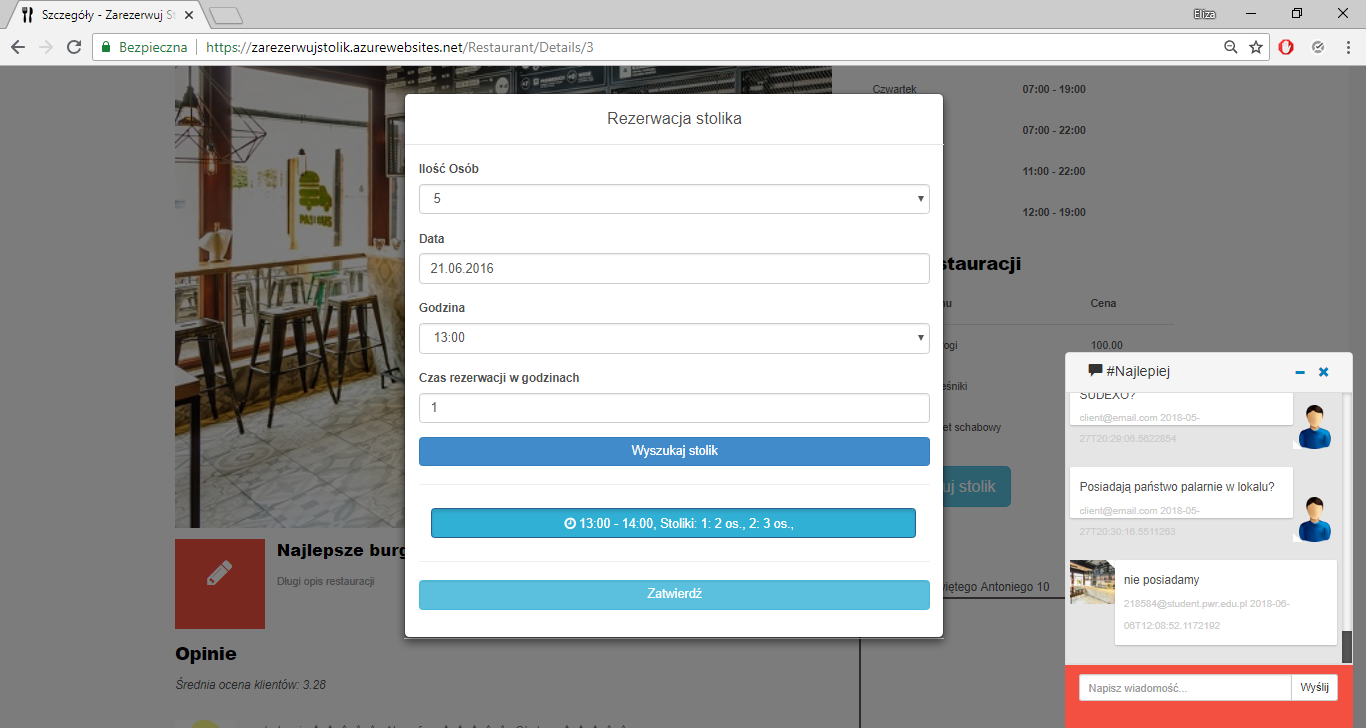 Szczegóły - Zarezerwuj St
Eliza
Bezpieczna
https://zarezerwujstolik.azurewebsites.net/Restaurant/Details/3
Czwartek 07:00 - 19:00
07:00 - 22:00
11:00 - 22:00
12:00 - 19:00
Rezerwacja stolika
Ilość Osób
5
Data
21.06.2016
Godzina
13:00
Czas rezerwacji w godzinach
1
Wyszukaj stolik
13:00 - 14:00, Stoliki: 1: 2 os., 2: 3 os.,
Zatwierdź
stauracji
nu Cena
ogi 100.00
eśniki
et schabowy
uj stolik
więtego Antoniego 10
Najlepsze burg
Długi opis restauracji
Opinie
Średnia ocena klientów: 3.28
#Najlepiej
SUDEXO?
client@email.com 2018-05-
27T20:29:06.5622854
Posiadają państwo palarnie w lokalu?
client@email.com 2018-05-
27T20:30:16.5511263
nie posiadamy
218584@student.pwr.edu.pl 2018-06-
06T12:08:52.1172192
Napisz wiadomość...
Wyślij